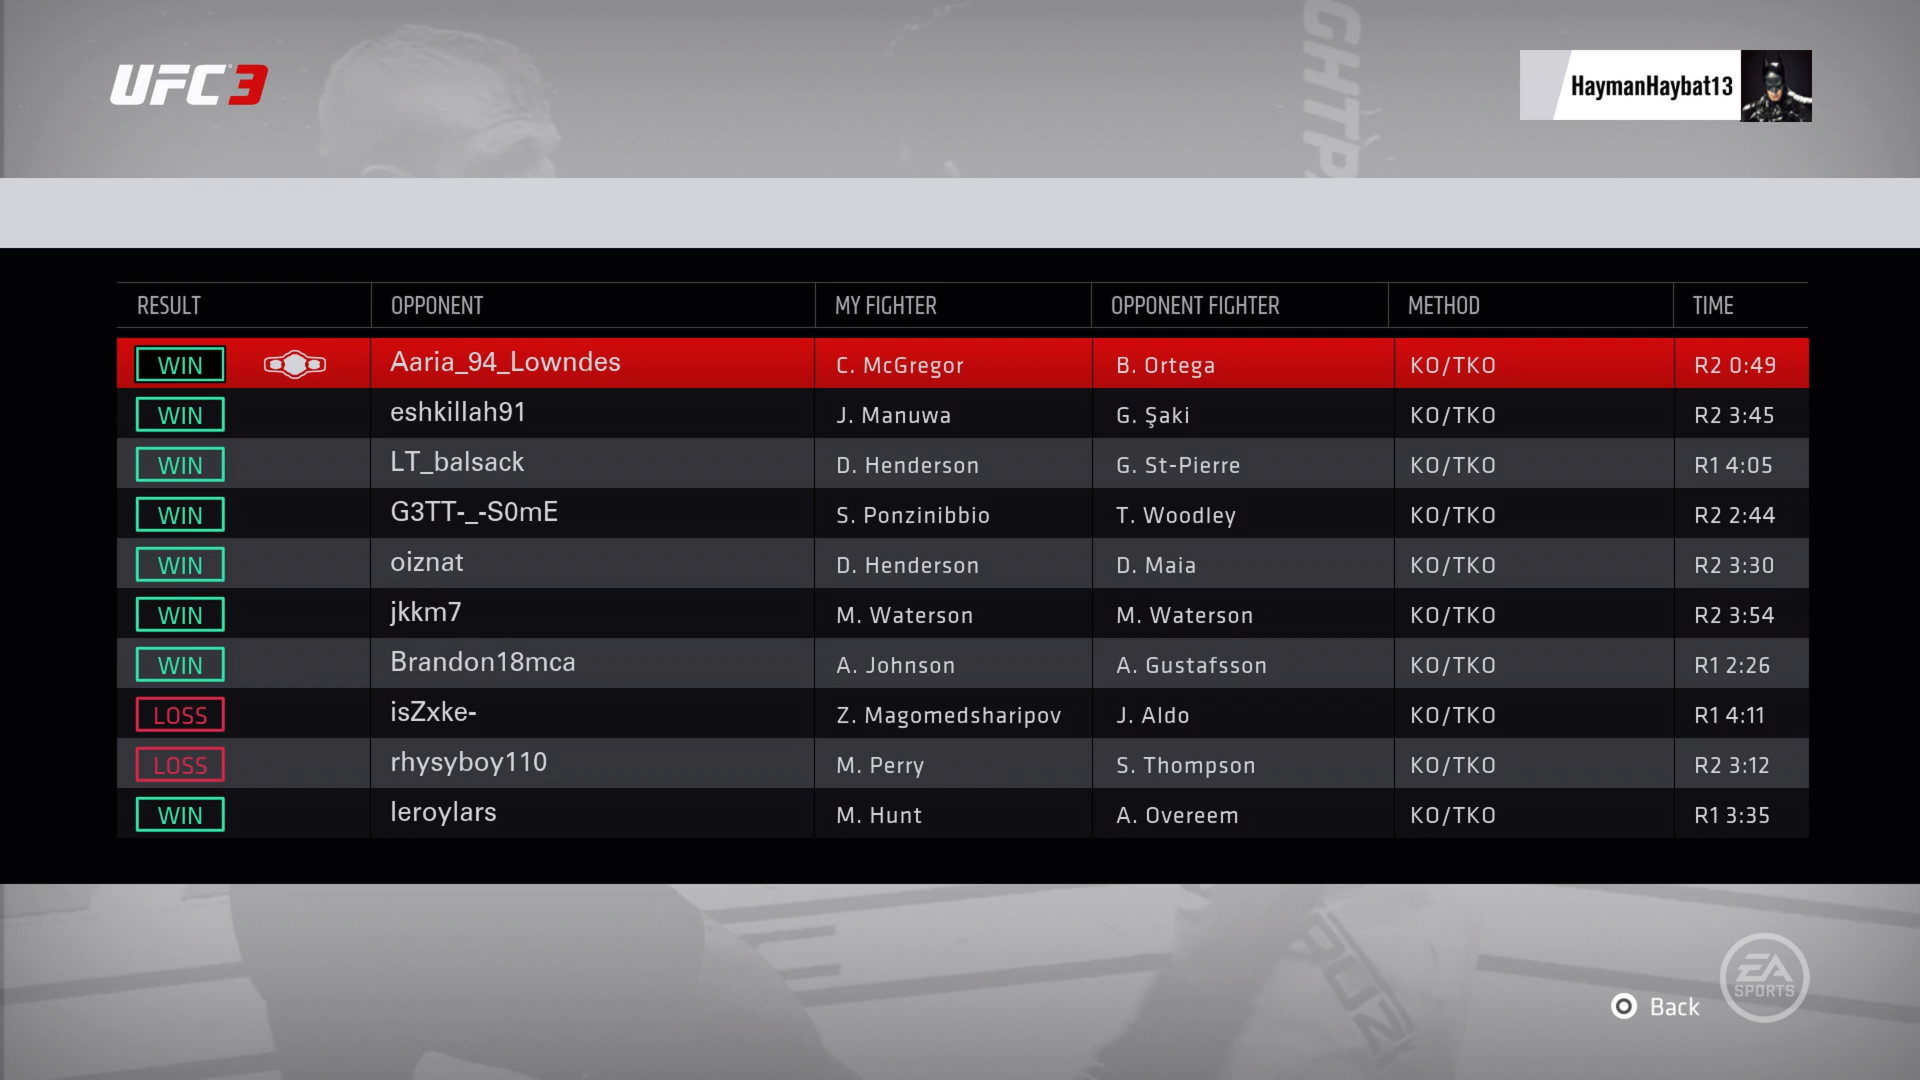 UFC 3
GHTP
HaymanHaybat13
RESULT OPPONENT MY FIGHTER OPPONENT FIGHTER METHOD TIME
WIN Aaria_94_Lowndes C. McGregor B. Ortega KO/TKO R2 0:49
WIN eshkillah91 J. Manuwa G. Şaki KO/TKO R2 3:45
WIN LT_balsack D. Henderson G. St-Pierre KO/TKO R1 4:05
WIN G3TT-_-S0mE S. Ponzinibbio T. Woodley KO/TKO R2 2:44
WIN oiznat D. Henderson D. Maia KO/TKO R2 3:30
WIN jkkm7 M. Waterson M. Waterson KO/TKO R2 3:54
WIN Brandon18mca A. Johnson A. Gustafsson KO/TKO R1 2:26
LOSS isZxke- Z. Magomedsharipov J. Aldo KO/TKO R1 4:11
LOSS rhysyboy110 M. Perry S. Thompson KO/TKO R2 3:12
WIN leroylars M. Hunt A. Overeem KO/TKO R1 3:35
Back
EA
SPORTS